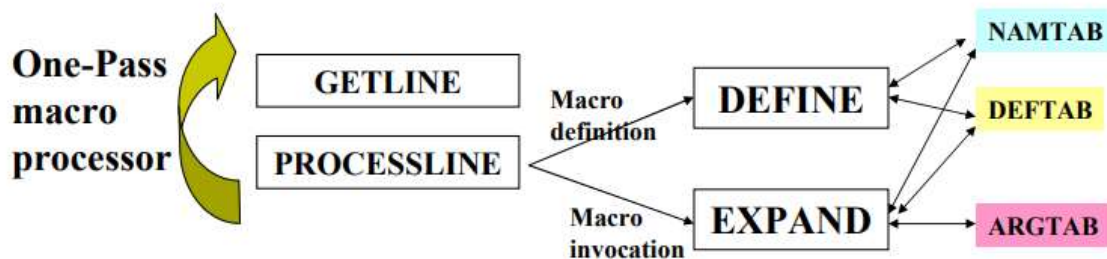 One-Pass
macro
processor
GETLINE
PROCESSLINE
Macro
definition
Macro
invocation
DEFINE
EXPAND
NAMTAB
DEFTAB
ARGTAB